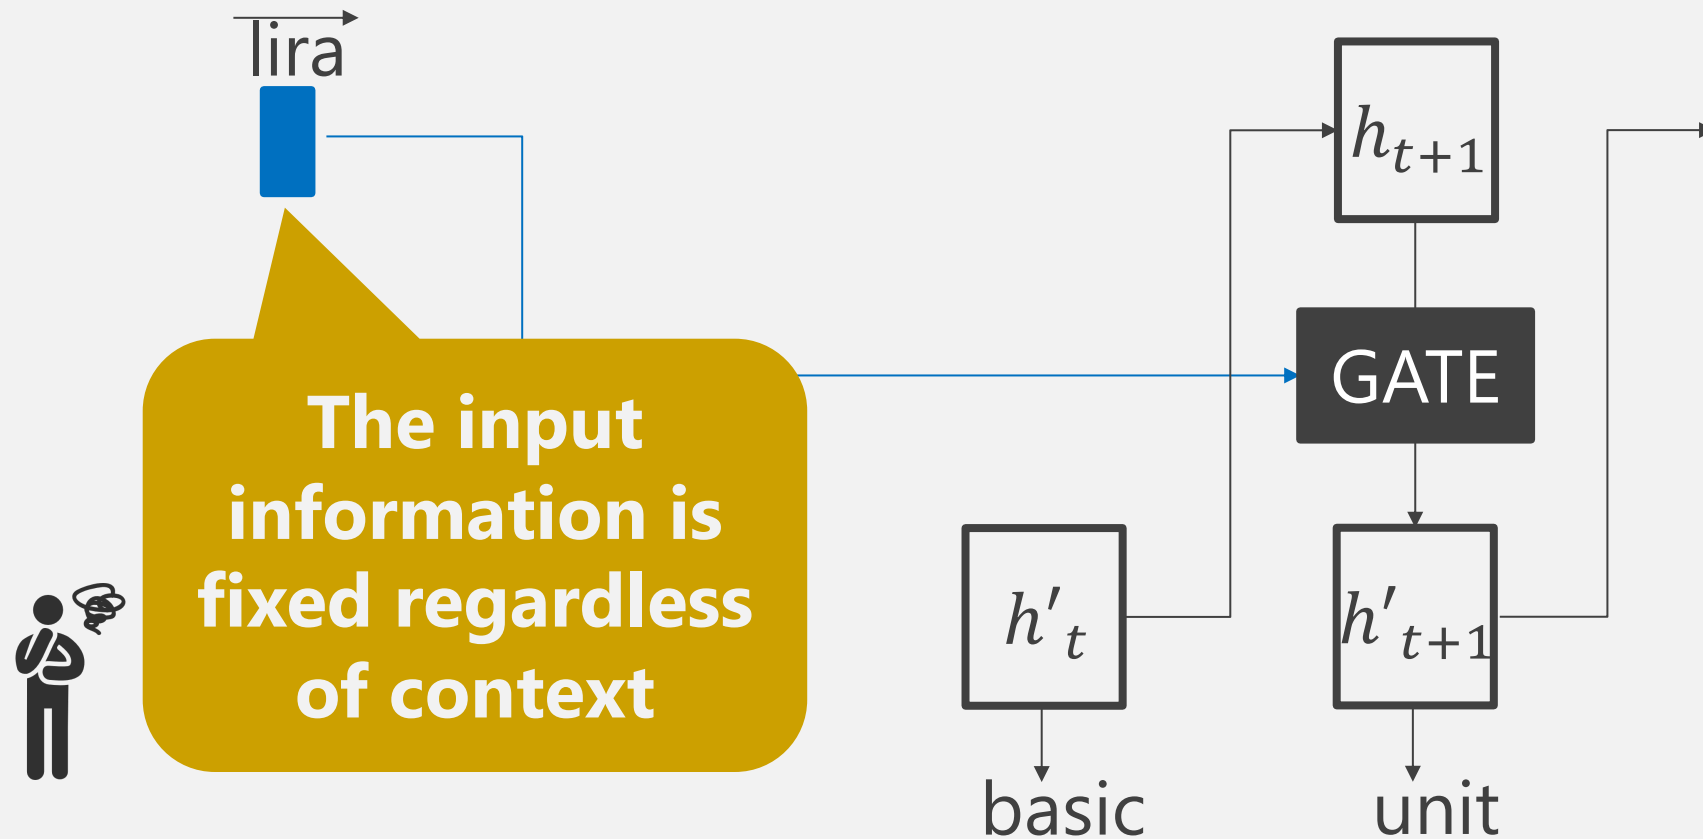 lira
The input
information is
fixed regardless
of context
h_{t+1}
GATE
h'_t
h'_{t+1}
basic
unit